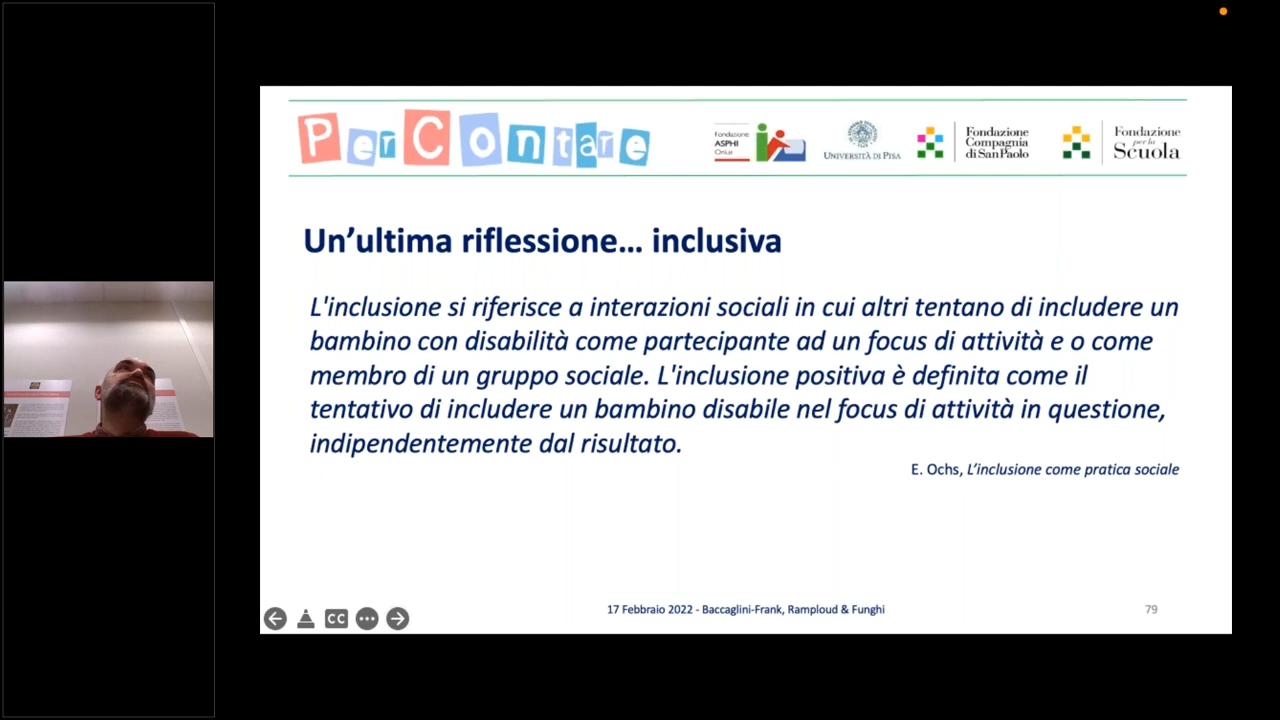 PerContare
Fondazione
ASPHI
Onlus
UNIVERSITÀ DI PISA
Fondazione
Compagnia
di San Paolo
Fondazione
per la
Scuola
Un’ultima riflessione… inclusiva
L'inclusione si riferisce a interazioni sociali in cui altri tentano di includere un
bambino con disabilità come partecipante ad un focus di attività e o come
membro di un gruppo sociale. L'inclusione positiva è definita come il
tentativo di includere un bambino disabile nel focus di attività in questione,
indipendentemente dal risultato.
E. Ochs, L’inclusione come pratica sociale
CC
17 Febbraio 2022 - Baccaglini-Frank, Ramploud & Funghi
79